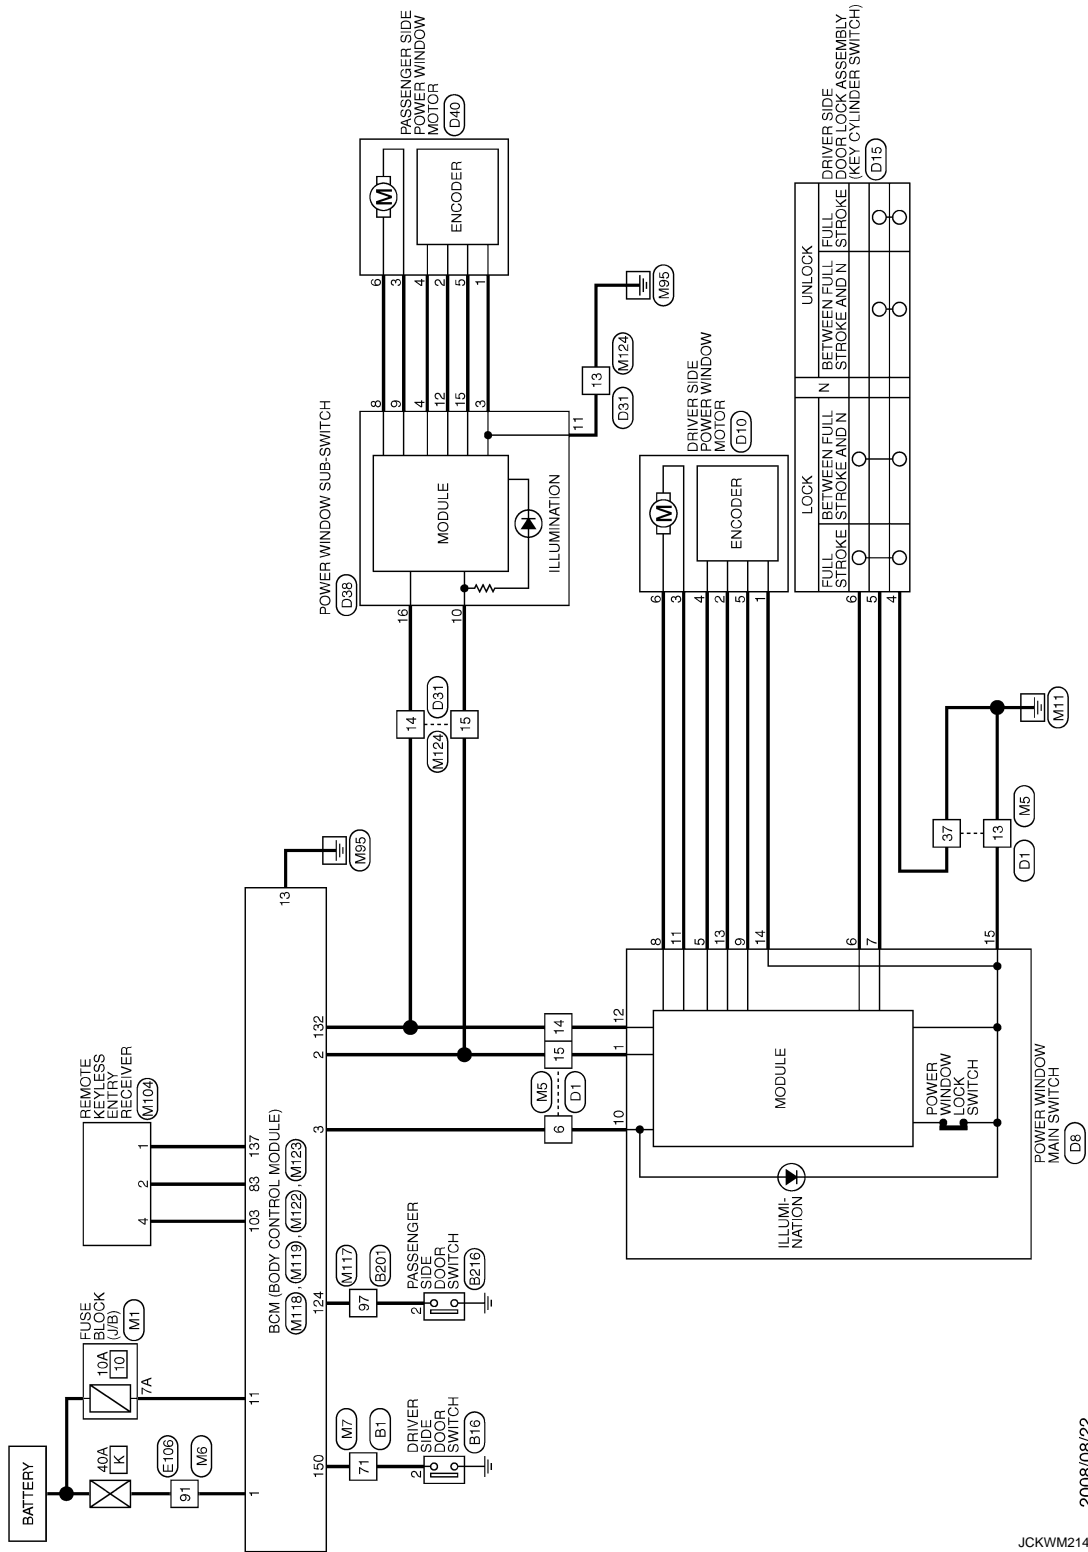 BATTERY
40A
K
E106
91
M6
1
FUSE
BLOCK
(J/B)
M1
10A
10
7A
11
REMOTE
KEYLESS
ENTRY
RECEIVER
M104
4
2
1
103
83
137
BCM (BODY CONTROL MODULE)
M118 , M119 , M122 , M123
150
124
3
2
132
13
M95
M7
71
B1
DRIVER
SIDE
DOOR
SWITCH
B16
2
M117
97
B201
PASSENGER
SIDE
DOOR
SWITCH
B216
2
14
15
M124
D31
POWER WINDOW SUB-SWITCH
D38
16
10
MODULE
ILLUMINATION
8
9
4
12
15
3
11
6
3
4
2
5
1
M
ENCODER
PASSENGER SIDE
POWER WINDOW
MOTOR
D40
13
D31
M124
M95
M5
D1
6
15
14
10
1
12
MODULE
ILLUMI-
NATION
POWER
WINDOW
LOCK
SWITCH
POWER WINDOW
MAIN SWITCH
D8
8
11
5
13
9
14
6
7
15
6
3
4
2
5
1
M
ENCODER
DRIVER SIDE
POWER WINDOW
MOTOR
D10
37
13
D1
M5
M11
6
5
4
LOCK
N
UNLOCK
FULL
STROKE
BETWEEN FULL
STROKE AND N
BETWEEN FULL
STROKE AND N
FULL
STROKE
DRIVER SIDE
DOOR LOCK ASSEMBLY
(KEY CYLINDER SWITCH)
D15
2008/08/22
JCKWM214